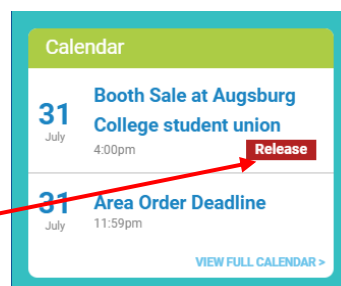 Calendar
31
July
Booth Sale at Augsburg
College student union
4:00pm
Release
31
July
Area Order Deadline
11:59pm
VIEW FULL CALENDAR >